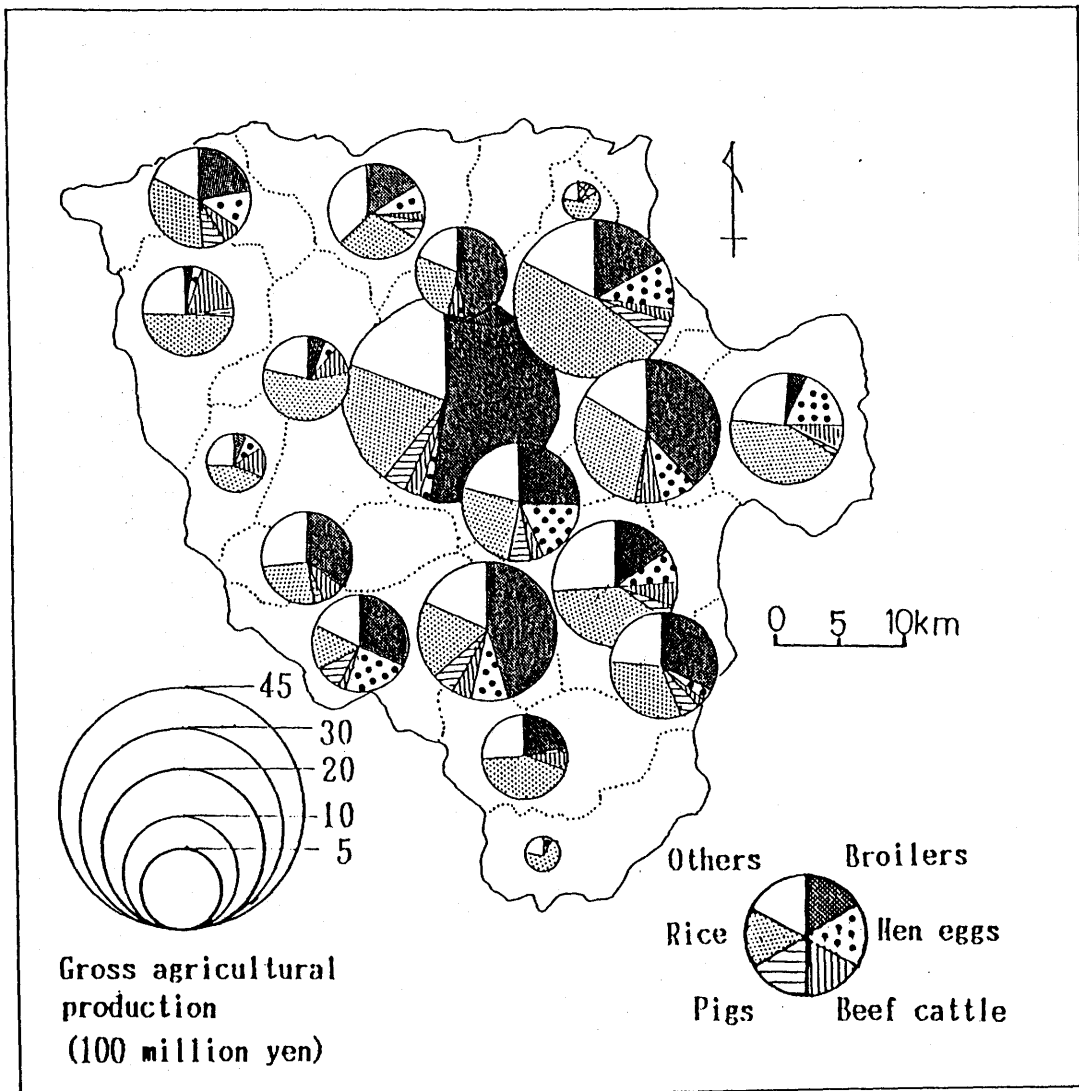 0 5 10km
45
30
20
10
5
Gross agricultural
production
(100 million yen)
Others Broilers
Rice Hen eggs
Pigs Beef cattle